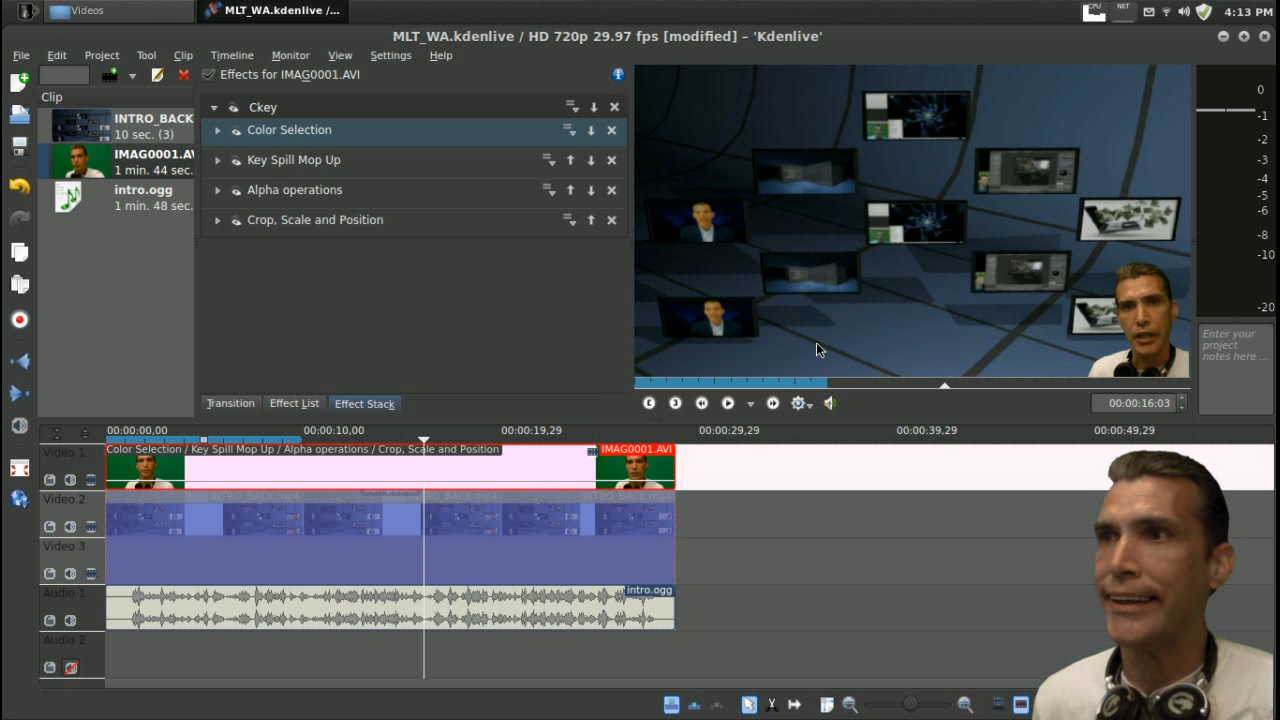 Videos
MLT_WA.kdenlive /...
CPU
NET
4:13 PM
MLT_WA.kdenlive / HD 720p 29.97 fps [modified] – 'Kdenlive'
File Edit Project Tool Clip Timeline Monitor View Settings Help
Effects for IMAG0001.AVI
Clip
INTRO_BACK
10 sec. (3)
IMAG0001.AV
1 min. 44 sec.
intro.ogg
1 min. 48 sec.
Ckey
Color Selection
Key Spill Mop Up
Alpha operations
Crop, Scale and Position
0
-1
-2
-3
-4
-5
-6
-8
-10
-20
Enter your
project
notes here ...
Transition Effect List Effect Stack
00:00:16:03
00:00:00,00 00:00:10,00 00:00:19,29 00:00:29,29 00:00:39,29 00:00:49,29
Video 1
Color Selection / Key Spill Mop Up / Alpha operations / Crop, Scale and Position
IMAG0001.AVI
Video 2
INTRO_BACK.mp4 INTRO_BACK.mp4 INTRO_BACK.mp4
Video 3
Audio 1
intro.ogg
Audio 2